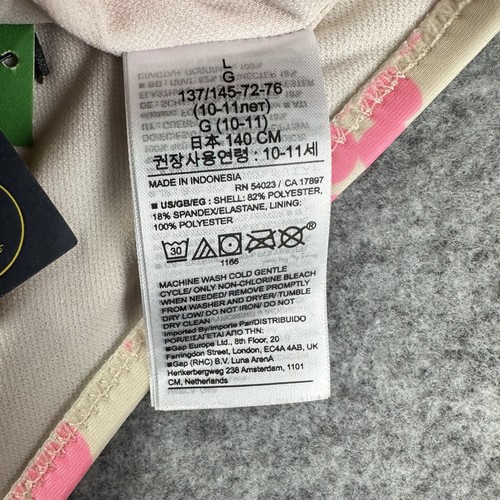 L
G
137/145-72-76
(10-11лет)
G (10-11)
日本 140 CM
권장사용연령 : 10-11세
MADE IN INDONESIA
RN 54023 / CA 17897
■ US/GB/EG : SHELL: 82% POLYESTER,
18% SPANDEX/ELASTANE, LINING:
100% POLYESTER
30
1166
MACHINE WASH COLD GENTLE
CYCLE/ ONLY NON-CHLORINE BLEACH
WHEN NEEDED/ REMOVE PROMPTLY
FROM WASHER AND DRYER/ TUMBLE
DRY LOW/ DO NOT IRON/ DO NOT
DRY CLEAN
Imported by/Importado Par/DISTRIBUIDO
POR/EIΣAΓETAI AΠO
■Gap Europe Ltd., 8th Floor, 20
Farringdon Street, London, EC4A 4AB, UK
■Gap (RHC) B.V. Luna ArenA
Herikerbergweg 238 Amsterdam, 1101
CM, Netherlands